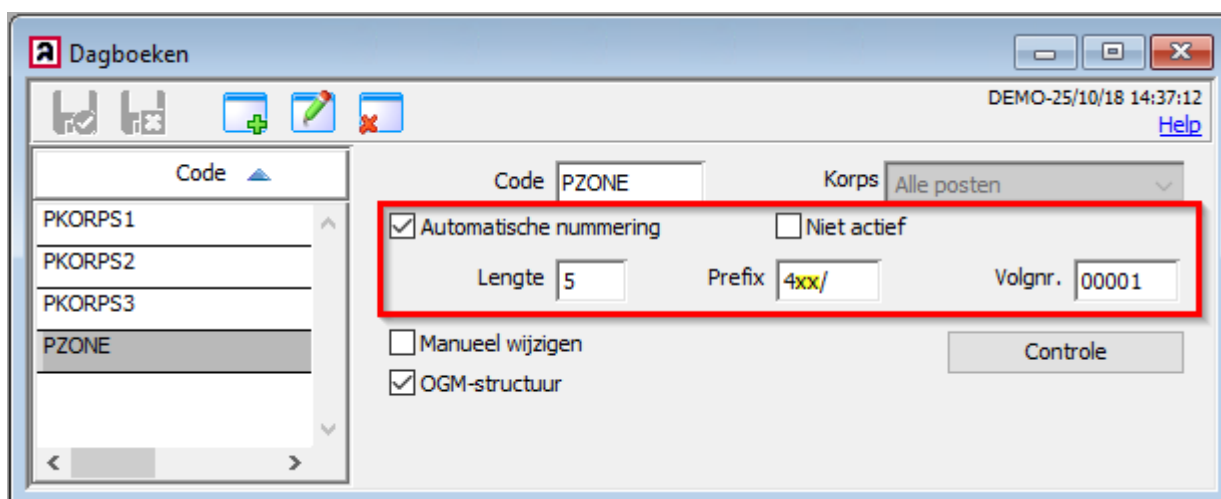 a Dagboeken
DEMO-25/10/18 14:37:12
Help
Code
PKORPS1
PKORPS2
PKORPS3
PZONE
Code PZONE Korps Alle posten
Automatische nummering Niet actief
Lengte 5 Prefix 4xx/ Volgnr. 00001
Manueel wijzigen Controle
OGM-structuur